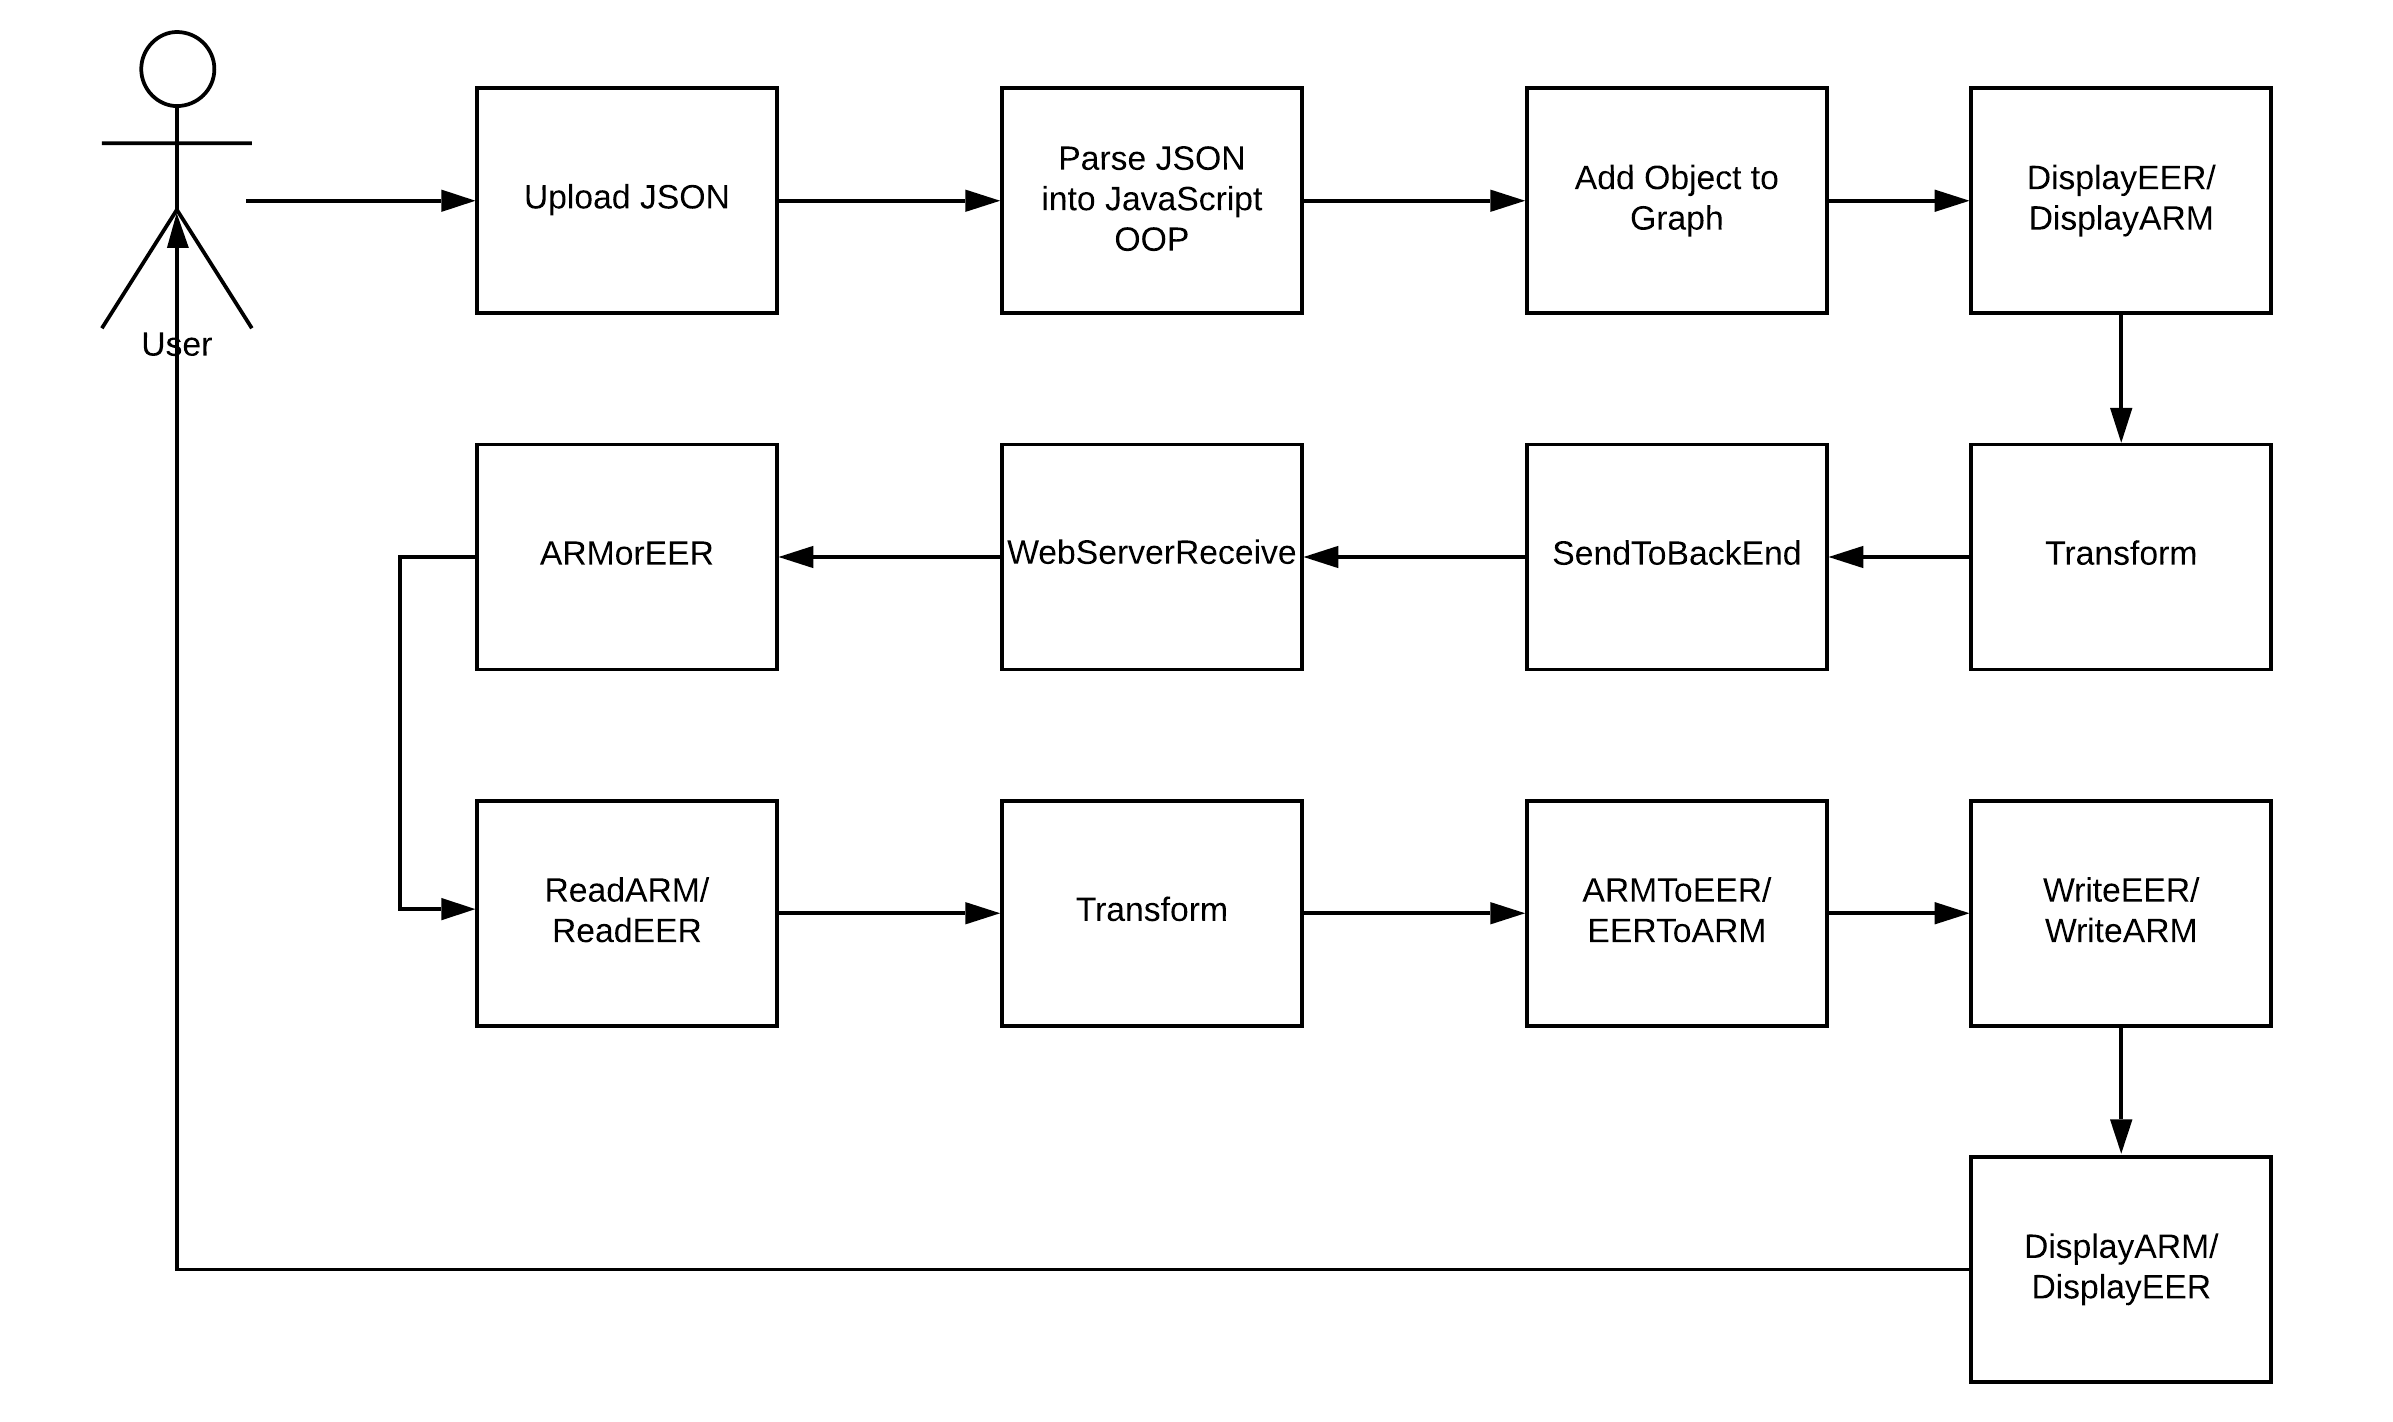 User
Upload JSON
Parse JSON
into JavaScript
OOP
Add Object to
Graph
DisplayEER/
DisplayARM
ARMorEER
WebServerReceive
SendToBackEnd
Transform
ReadARM/
ReadEER
Transform
ARMToEER/
EERToARM
WriteEER/
WriteARM
DisplayARM/
DisplayEER